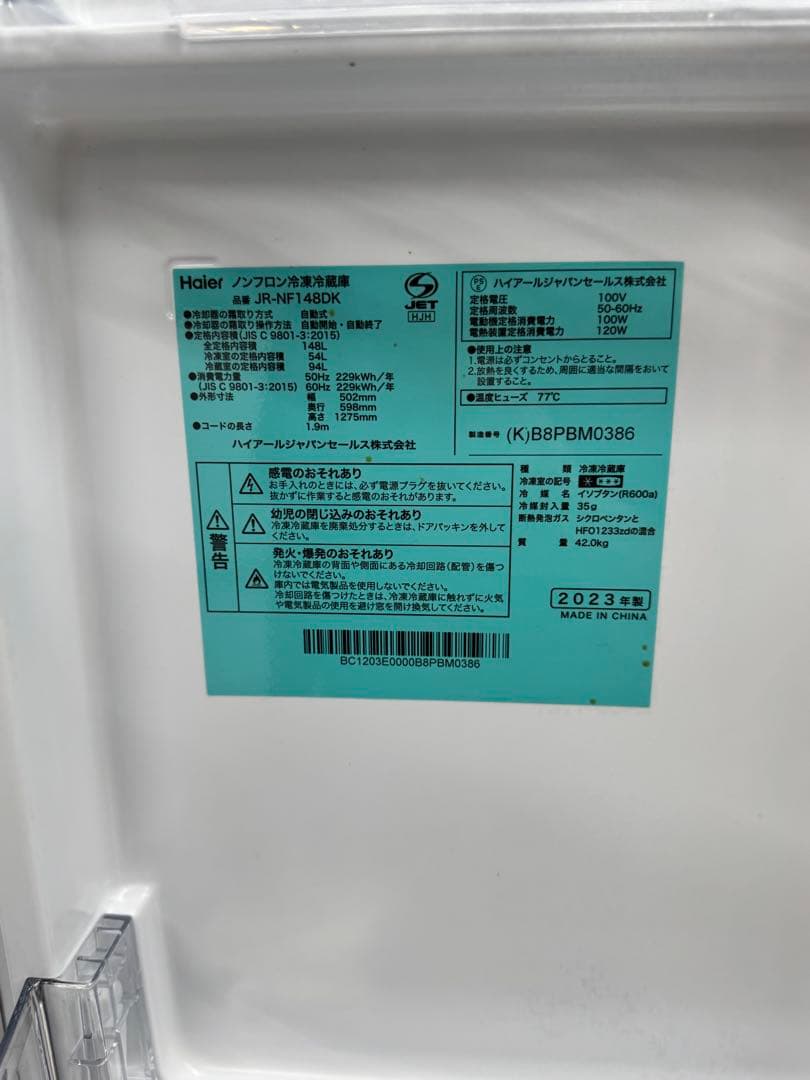 Haier ノンフロン冷凍冷蔵庫
品番 JR-NF148DK
JET
HJH
●冷却器の霜取り方式 自動式
●冷却器の霜取り操作方法 自動開始・自動終了
●定格内容積(JIS C 9801-3:2015)
全定格内容積 148L
冷凍室の定格内容積 54L
冷蔵室の定格内容積 94L
●消費電力量 50Hz 229kWh/年
(JIS C 9801-3:2015) 60Hz 229kWh/年
●外形寸法 幅 502mm
奥行 598mm
高さ 1275mm
●コードの長さ 1.9m
ハイアールジャパンセールス株式会社
PSE ハイアールジャパンセールス株式会社
定格電圧 100V
定格周波数 50-60Hz
電動機定格消費電力 100W
電熱装置定格消費電力 120W
●使用上の注意
1.電源は必ずコンセントからとること。
2.放熱を良くするため、周囲に適当な間隔をおいて
設置すること。
●温度ヒューズ 77℃
製造番号 (K)B8PBM0386
警告
感電のおそれあり
お手入れのときには、必ず電源プラグを抜いてください。
抜かずに作業すると感電のおそれがあります。
幼児の閉じ込みのおそれあり
冷凍冷蔵庫を廃棄処分するときは、ドアパッキンを外して
ください。
発火・爆発のおそれあり
冷凍冷蔵庫の背面や側面にある冷却回路(配管)を傷つ
けないでください。
庫内では電気製品を使用しないでください。
冷却回路を傷つけたときは、冷凍冷蔵庫に触れずに火気
や電気製品の使用を避け窓を開け換気してください。
種類 冷凍冷蔵庫
冷凍室の記号 * ***
冷媒名 イソブタン(R600a)
冷媒封入量 35g
断熱発泡ガス シクロペンタンと
HFO1233zdの混合
質量 42.0kg
2023年製
MADE IN CHINA
BC1203E0000B8PBM0386